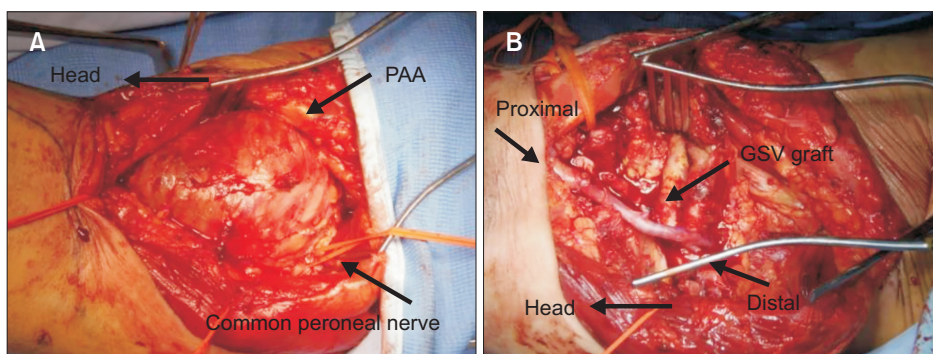 A
Head
PAA
Common peroneal nerve
B
Proximal
GSV graft
Head
Distal